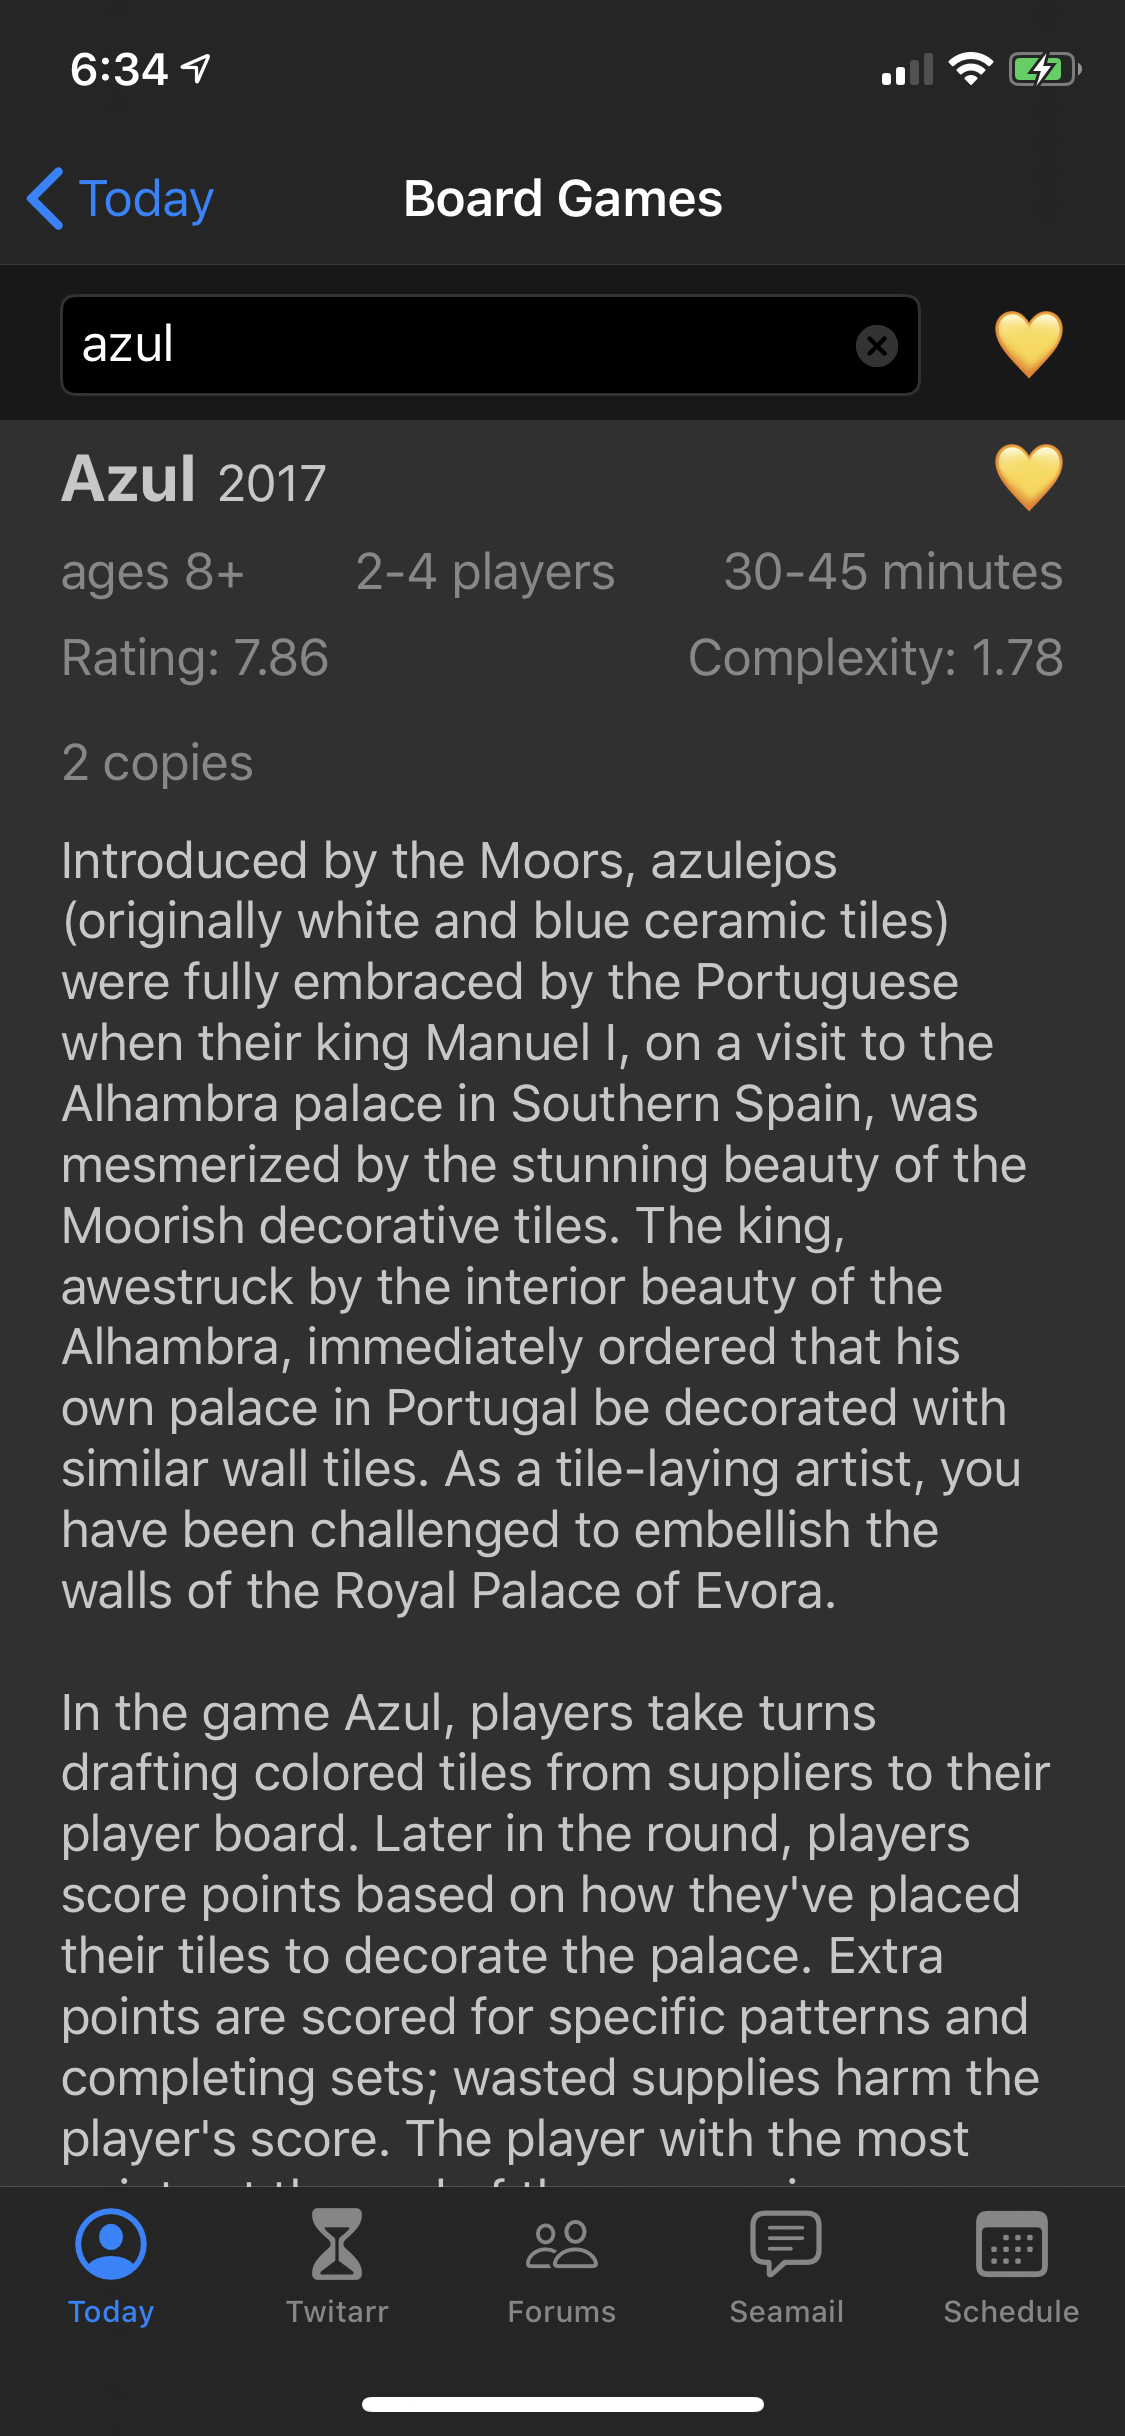 6:34
Today
Board Games
azul
Azul 2017
ages 8+ 2-4 players 30-45 minutes
Rating: 7.86 Complexity: 1.78
2 copies
Introduced by the Moors, azulejos
(originally white and blue ceramic tiles)
were fully embraced by the Portuguese
when their king Manuel I, on a visit to the
Alhambra palace in Southern Spain, was
mesmerized by the stunning beauty of the
Moorish decorative tiles. The king,
awestruck by the interior beauty of the
Alhambra, immediately ordered that his
own palace in Portugal be decorated with
similar wall tiles. As a tile-laying artist, you
have been challenged to embellish the
walls of the Royal Palace of Evora.
In the game Azul, players take turns
drafting colored tiles from suppliers to their
player board. Later in the round, players
score points based on how they've placed
their tiles to decorate the palace. Extra
points are scored for specific patterns and
completing sets; wasted supplies harm the
player's score. The player with the most
Today Twitarr Forums Seamail Schedule